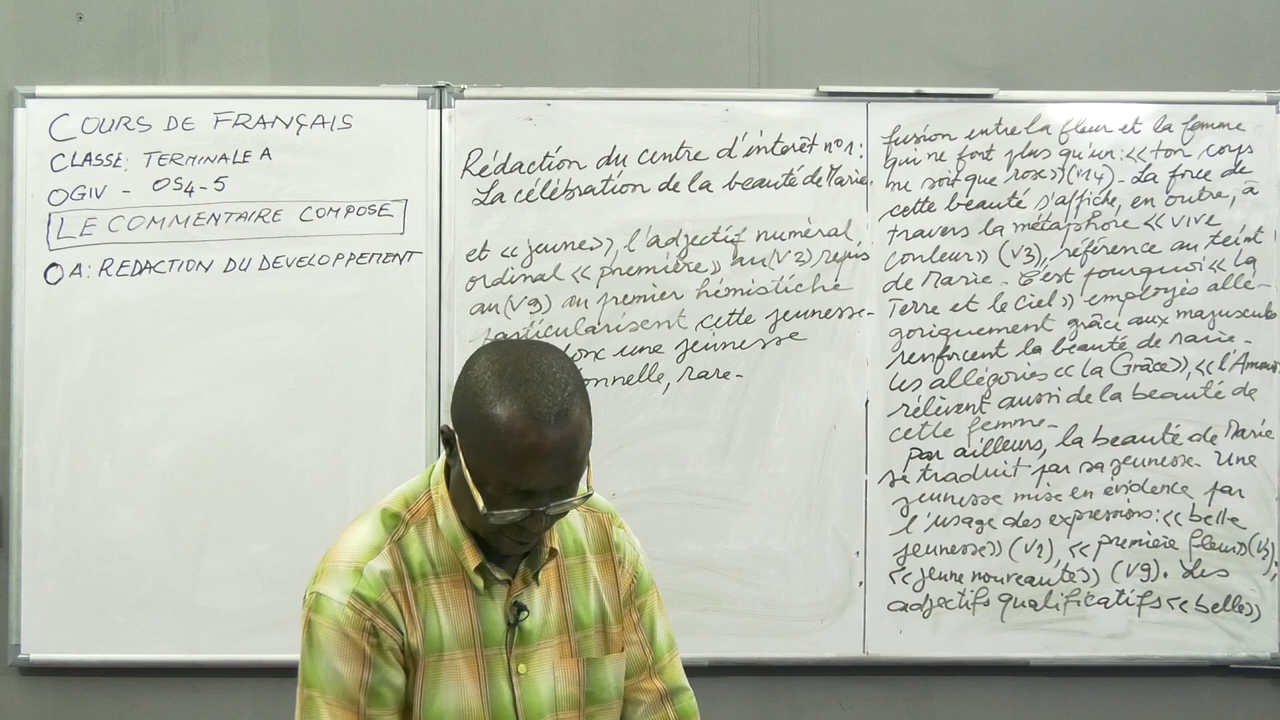 COURS DE FRANÇAIS
CLASSE: TERMINALE A
OGIV - OS4-5
LE COMMENTAIRE COMPOSE
OA: REDACTION DU DEVELOPPEMENT
Rédaction du centre d'intérêt n°1:
La célébration de la beauté de Marie.
et <<jeune>>, l'adjectif numéral,
ordinal <<première>> au (V2) repris
au (V9) au premier hémistiche
particularisent cette jeunesse-
donc une jeunesse
onnelle, rare-
fusion entre la fleur et la femme
qui ne font plus qu'un: <<ton corps
ne soit que rose>> (v14)- La force de
cette beauté s'affiche, en outre, à
travers la métaphore <<vive
couleur>> (V3), référence au teint
de Marie- C'est pourquoi <<La
Terre et le Ciel>> employés allé-
goriquement grâce aux majuscules
renforcent la beauté de Marie-
Les allégories <<la Grâce>>, <<l'Amour
rélèvent aussi de la beauté de
cette femme-
Par ailleurs, la beauté de Marie
se traduit par sa jeunesse- Une
jeunesse mise en évidence par
l'usage des expressions: <<belle
jeunesse>> (V2), <<première fleur>> (V2),
<<jeune nouveauté>> (V9). Les
adjectifs qualificatifs <<belle>>